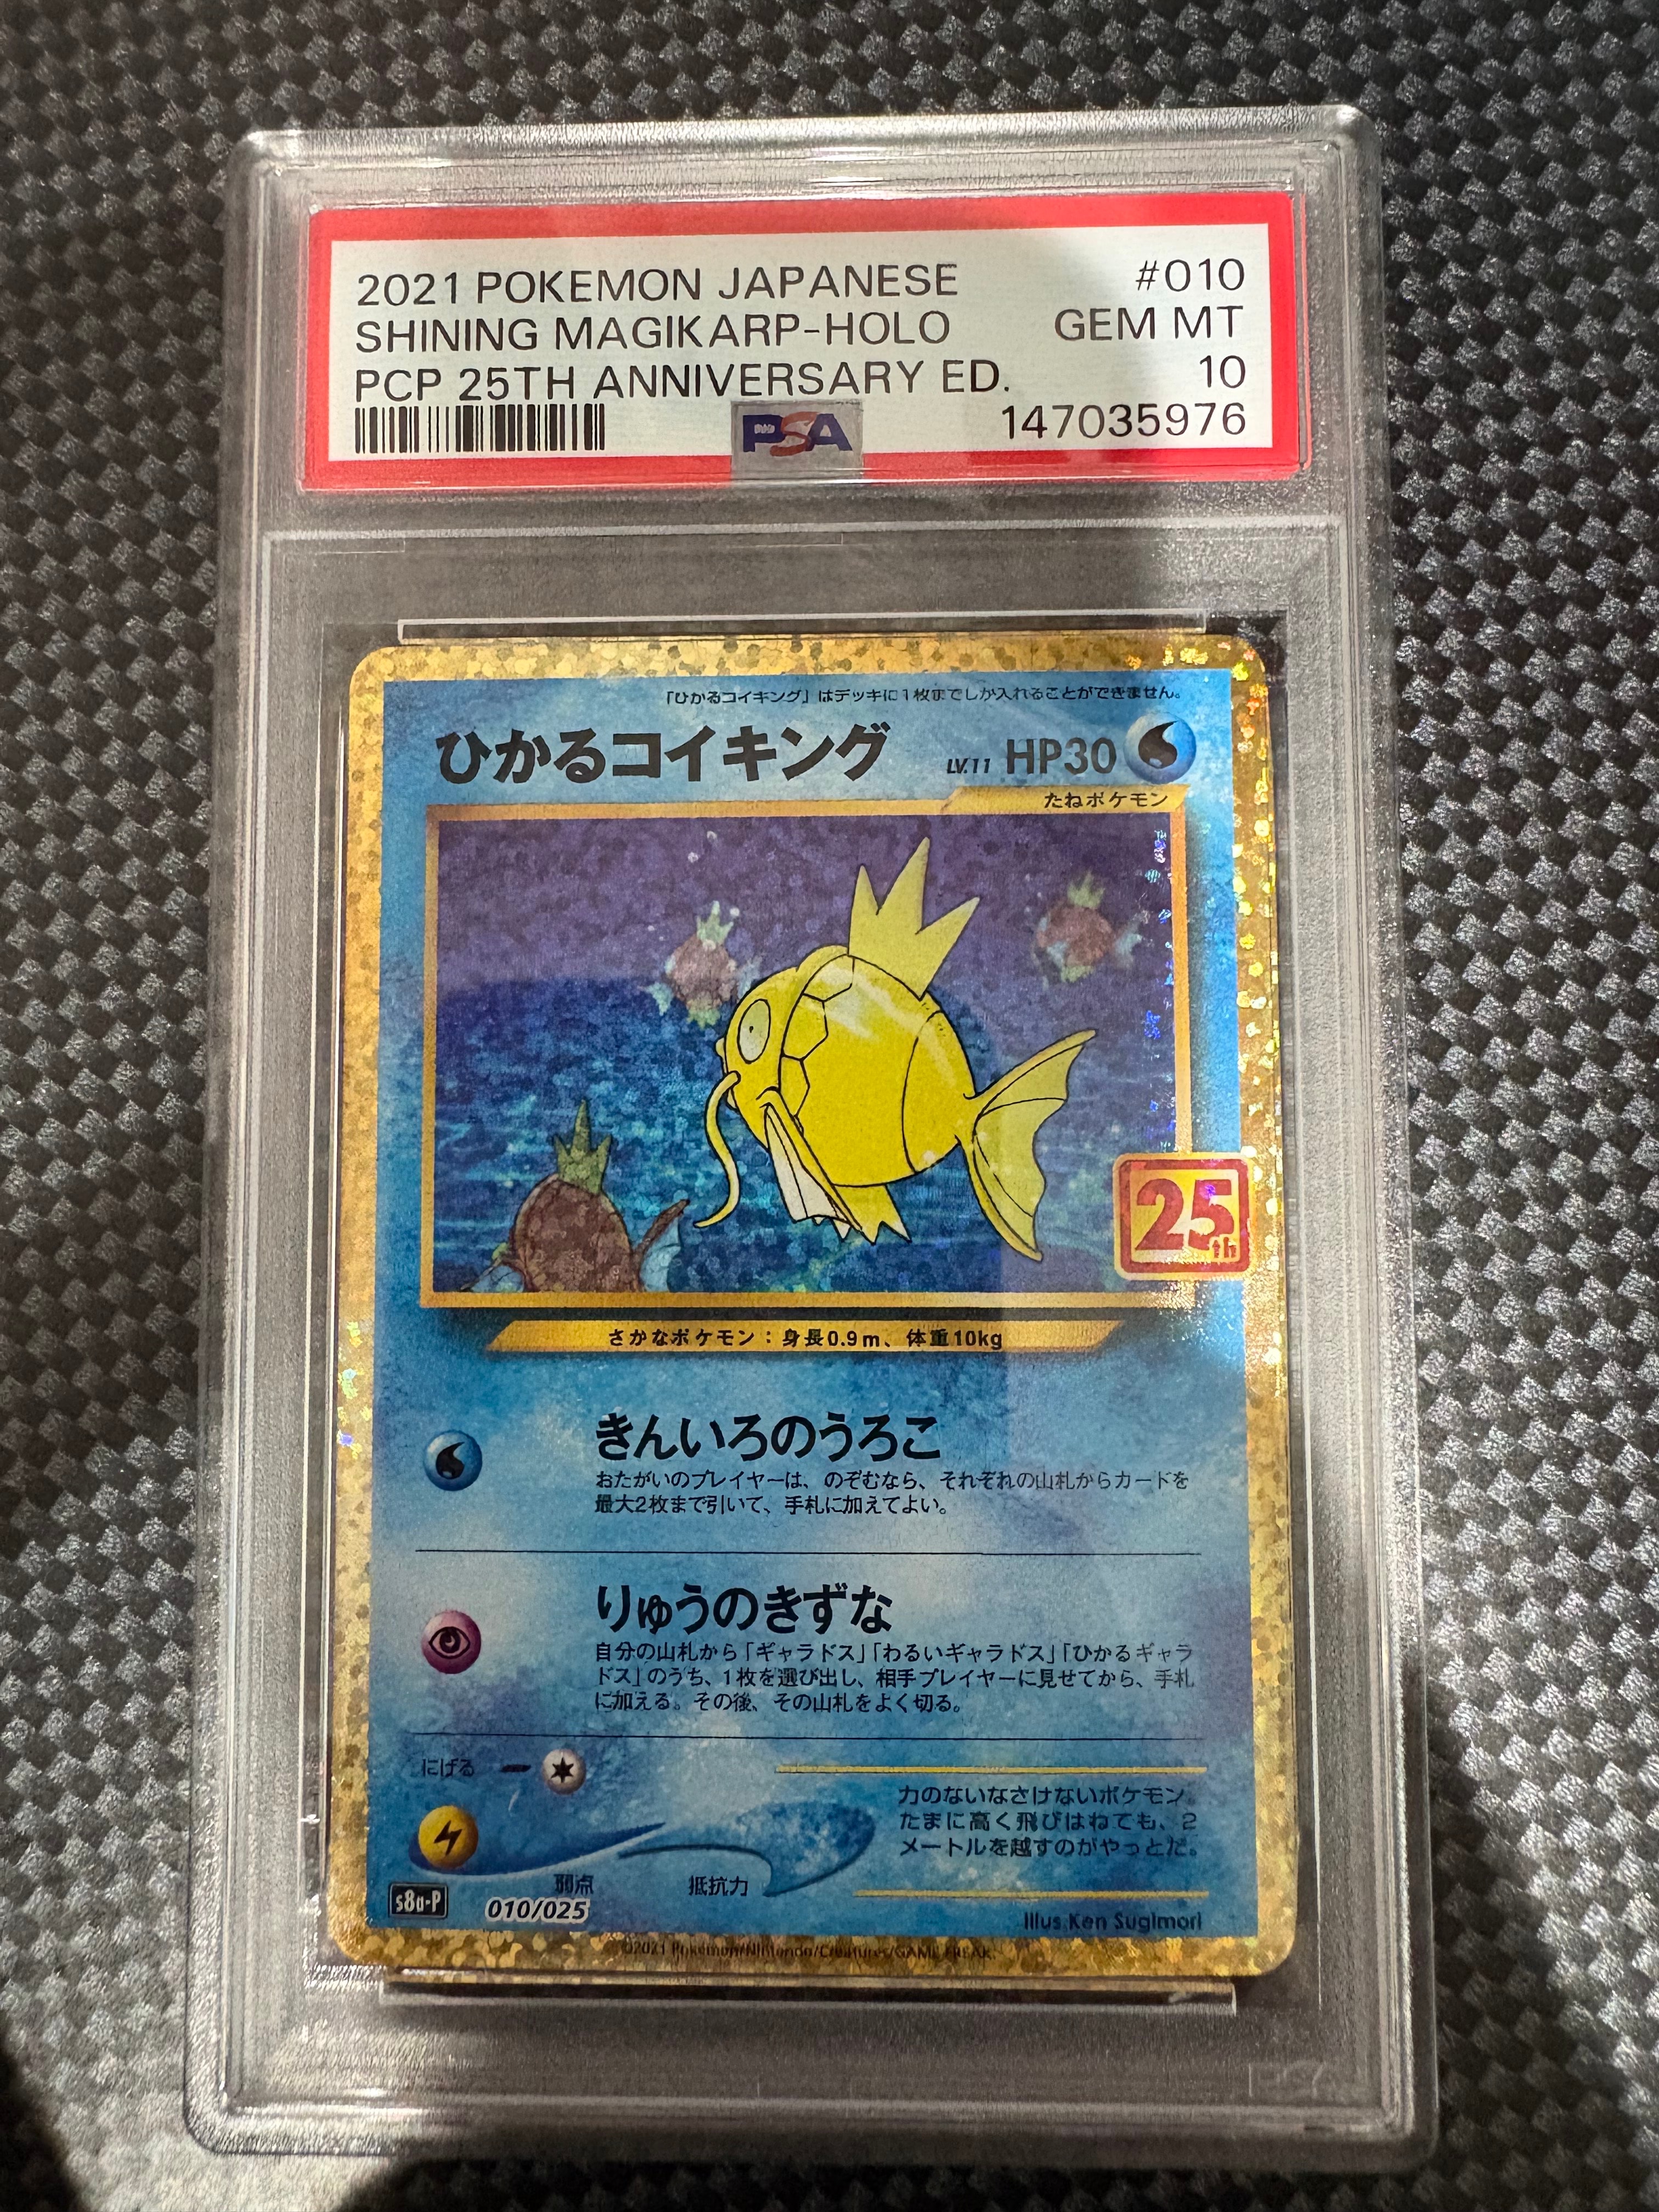 2021 POKEMON JAPANESE #010
SHINING MAGIKARP-HOLO GEM MT
PCP 25TH ANNIVERSARY ED. 10
PSA 147035976
「ひかるコイキング」はデッキに1枚までしか入れることができません。
ひかるコイキング LV.11 HP30
たねポケモン
25th
さかなポケモン：身長0.9m、体重10kg
きんいろのうろこ
おたがいのプレイヤーは、のぞむなら、それぞれの山札からカードを
最大2枚まで引いて、手札に加えてよい。
りゅうのきずな
自分の山札から「ギャラドス」「わるいギャラドス」「ひかるギャラ
ドス」のうち、1枚を選び出し、相手プレイヤーに見せてから、手札
に加える。その後、その山札をよく切る。
にげる
力のないなさけないポケモン。
たまに高く飛びはねても、2
メートルを越すのがやっとだ。
弱点 抵抗力
s8a-P 010/025
Illus.Ken Sugimori
©2021 Pokémon/Nintendo/Creatures/GAME FREAK.